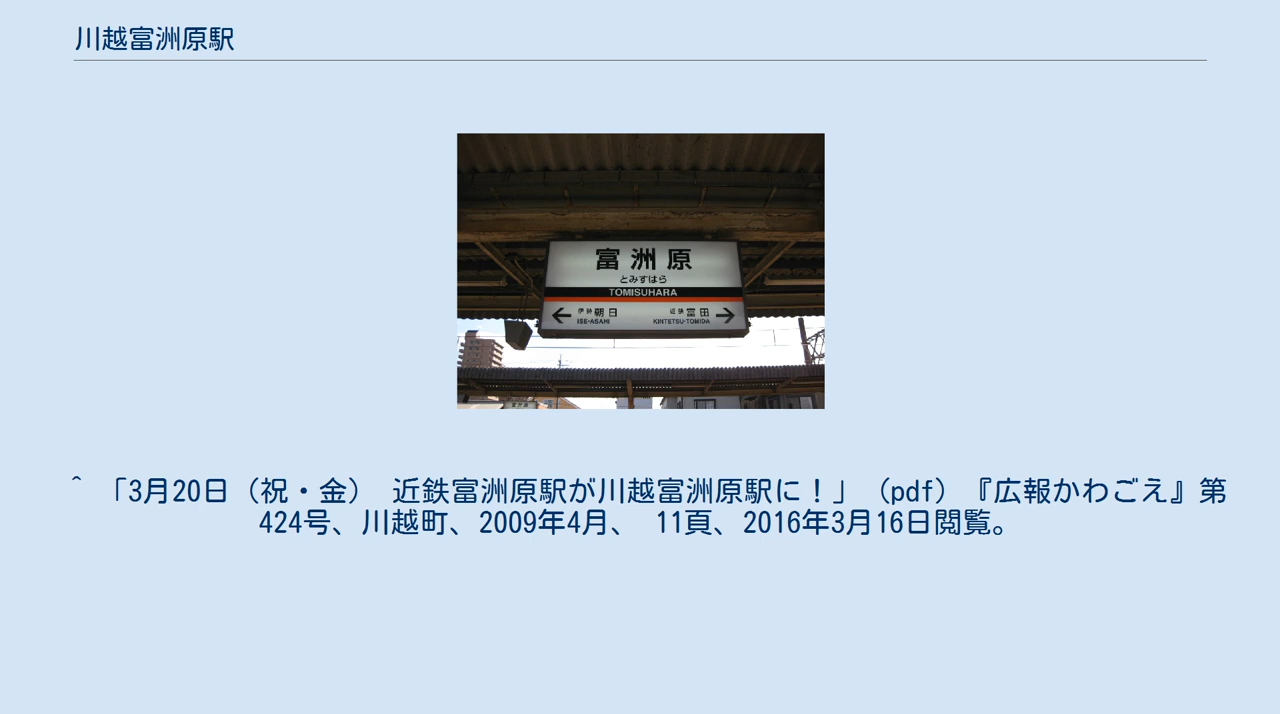 川越富洲原駅
富洲原
とみすはら
TOMISUHARA
伊勢朝日 近鉄富田
ISE-ASAHI KINTETSU-TOMIDA
^ 「3月20日（祝・金） 近鉄富洲原駅が川越富洲原駅に！」（pdf）『広報かわごえ』第
424号、川越町、2009年4月、 11頁、2016年3月16日閲覧。